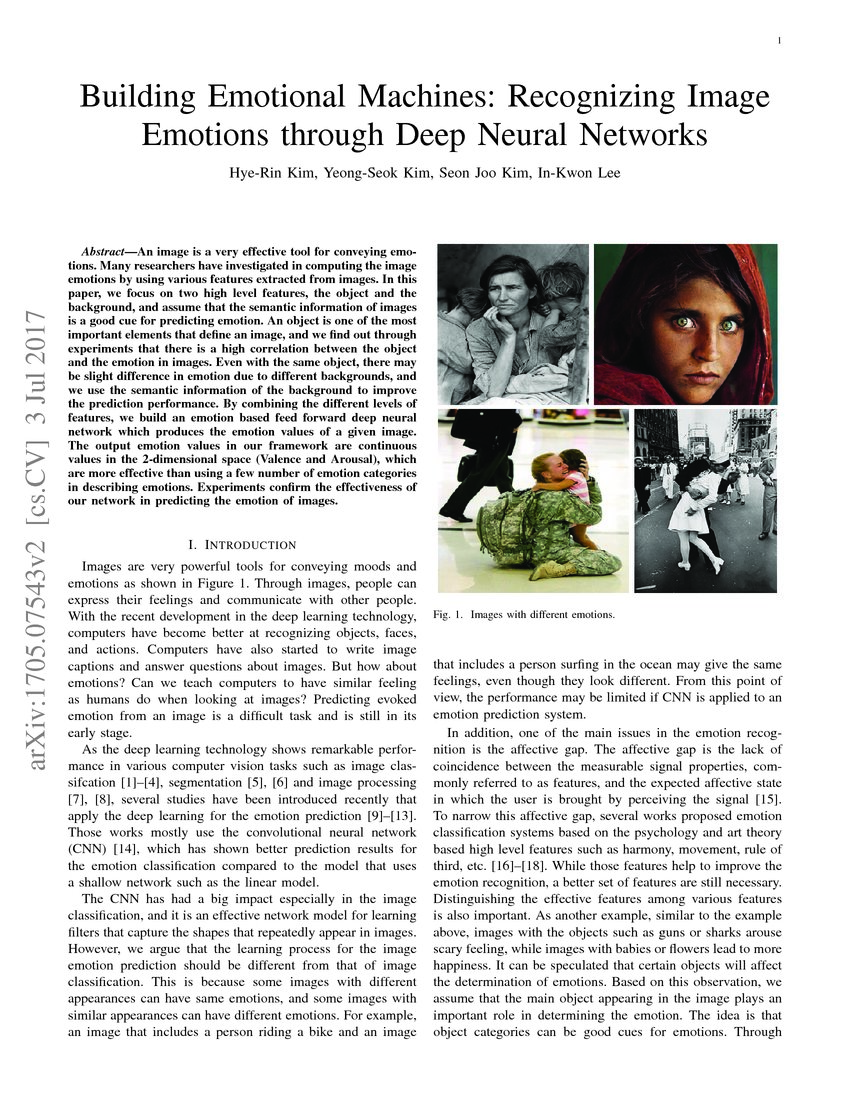 1
Building Emotional Machines: Recognizing Image
Emotions through Deep Neural Networks
Hye-Rin Kim, Yeong-Seok Kim, Seon Joo Kim, In-Kwon Lee
arXiv:1705.07543v2 [cs.CV] 3 Jul 2017
Abstract—An image is a very effective tool for conveying emo-
tions. Many researchers have investigated in computing the image
emotions by using various features extracted from images. In this
paper, we focus on two high level features, the object and the
background, and assume that the semantic information of images
is a good cue for predicting emotion. An object is one of the most
important elements that define an image, and we find out through
experiments that there is a high correlation between the object
and the emotion in images. Even with the same object, there may
be slight difference in emotion due to different backgrounds, and
we use the semantic information of the background to improve
the prediction performance. By combining the different levels of
features, we build an emotion based feed forward deep neural
network which produces the emotion values of a given image.
The output emotion values in our framework are continuous
values in the 2-dimensional space (Valence and Arousal), which
are more effective than using a few number of emotion categories
in describing emotions. Experiments confirm the effectiveness of
our network in predicting the emotion of images.
I. INTRODUCTION
Images are very powerful tools for conveying moods and
emotions as shown in Figure 1. Through images, people can
express their feelings and communicate with other people.
With the recent development in the deep learning technology,
computers have become better at recognizing objects, faces,
and actions. Computers have also started to write image
captions and answer questions about images. But how about
emotions? Can we teach computers to have similar feeling
as humans do when looking at images? Predicting evoked
emotion from an image is a difficult task and is still in its
early stage.
As the deep learning technology shows remarkable perfor-
mance in various computer vision tasks such as image clas-
sifcation [1]–[4], segmentation [5], [6] and image processing
[7], [8], several studies have been introduced recently that
apply the deep learning for the emotion prediction [9]–[13].
Those works mostly use the convolutional neural network
(CNN) [14], which has shown better prediction results for
the emotion classification compared to the model that uses
a shallow network such as the linear model.
The CNN has had a big impact especially in the image
classification, and it is an effective network model for learning
filters that capture the shapes that repeatedly appear in images.
However, we argue that the learning process for the image
emotion prediction should be different from that of image
classification. This is because some images with different
appearances can have same emotions, and some images with
similar appearances can have different emotions. For example,
an image that includes a person riding a bike and an image
Fig. 1. Images with different emotions.
that includes a person surfing in the ocean may give the same
feelings, even though they look different. From this point of
view, the performance may be limited if CNN is applied to an
emotion prediction system.
In addition, one of the main issues in the emotion recog-
nition is the affective gap. The affective gap is the lack of
coincidence between the measurable signal properties, com-
monly referred to as features, and the expected affective state
in which the user is brought by perceiving the signal [15].
To narrow this affective gap, several works proposed emotion
classification systems based on the psychology and art theory
based high level features such as harmony, movement, rule of
third, etc. [16]–[18]. While those features help to improve the
emotion recognition, a better set of features are still necessary.
Distinguishing the effective features among various features
is also important. As another example, similar to the example
above, images with the objects such as guns or sharks arouse
scary feeling, while images with babies or flowers lead to more
happiness. It can be speculated that certain objects will affect
the determination of emotions. Based on this observation, we
assume that the main object appearing in the image plays an
important role in determining the emotion. The idea is that
object categories can be good cues for emotions. Through